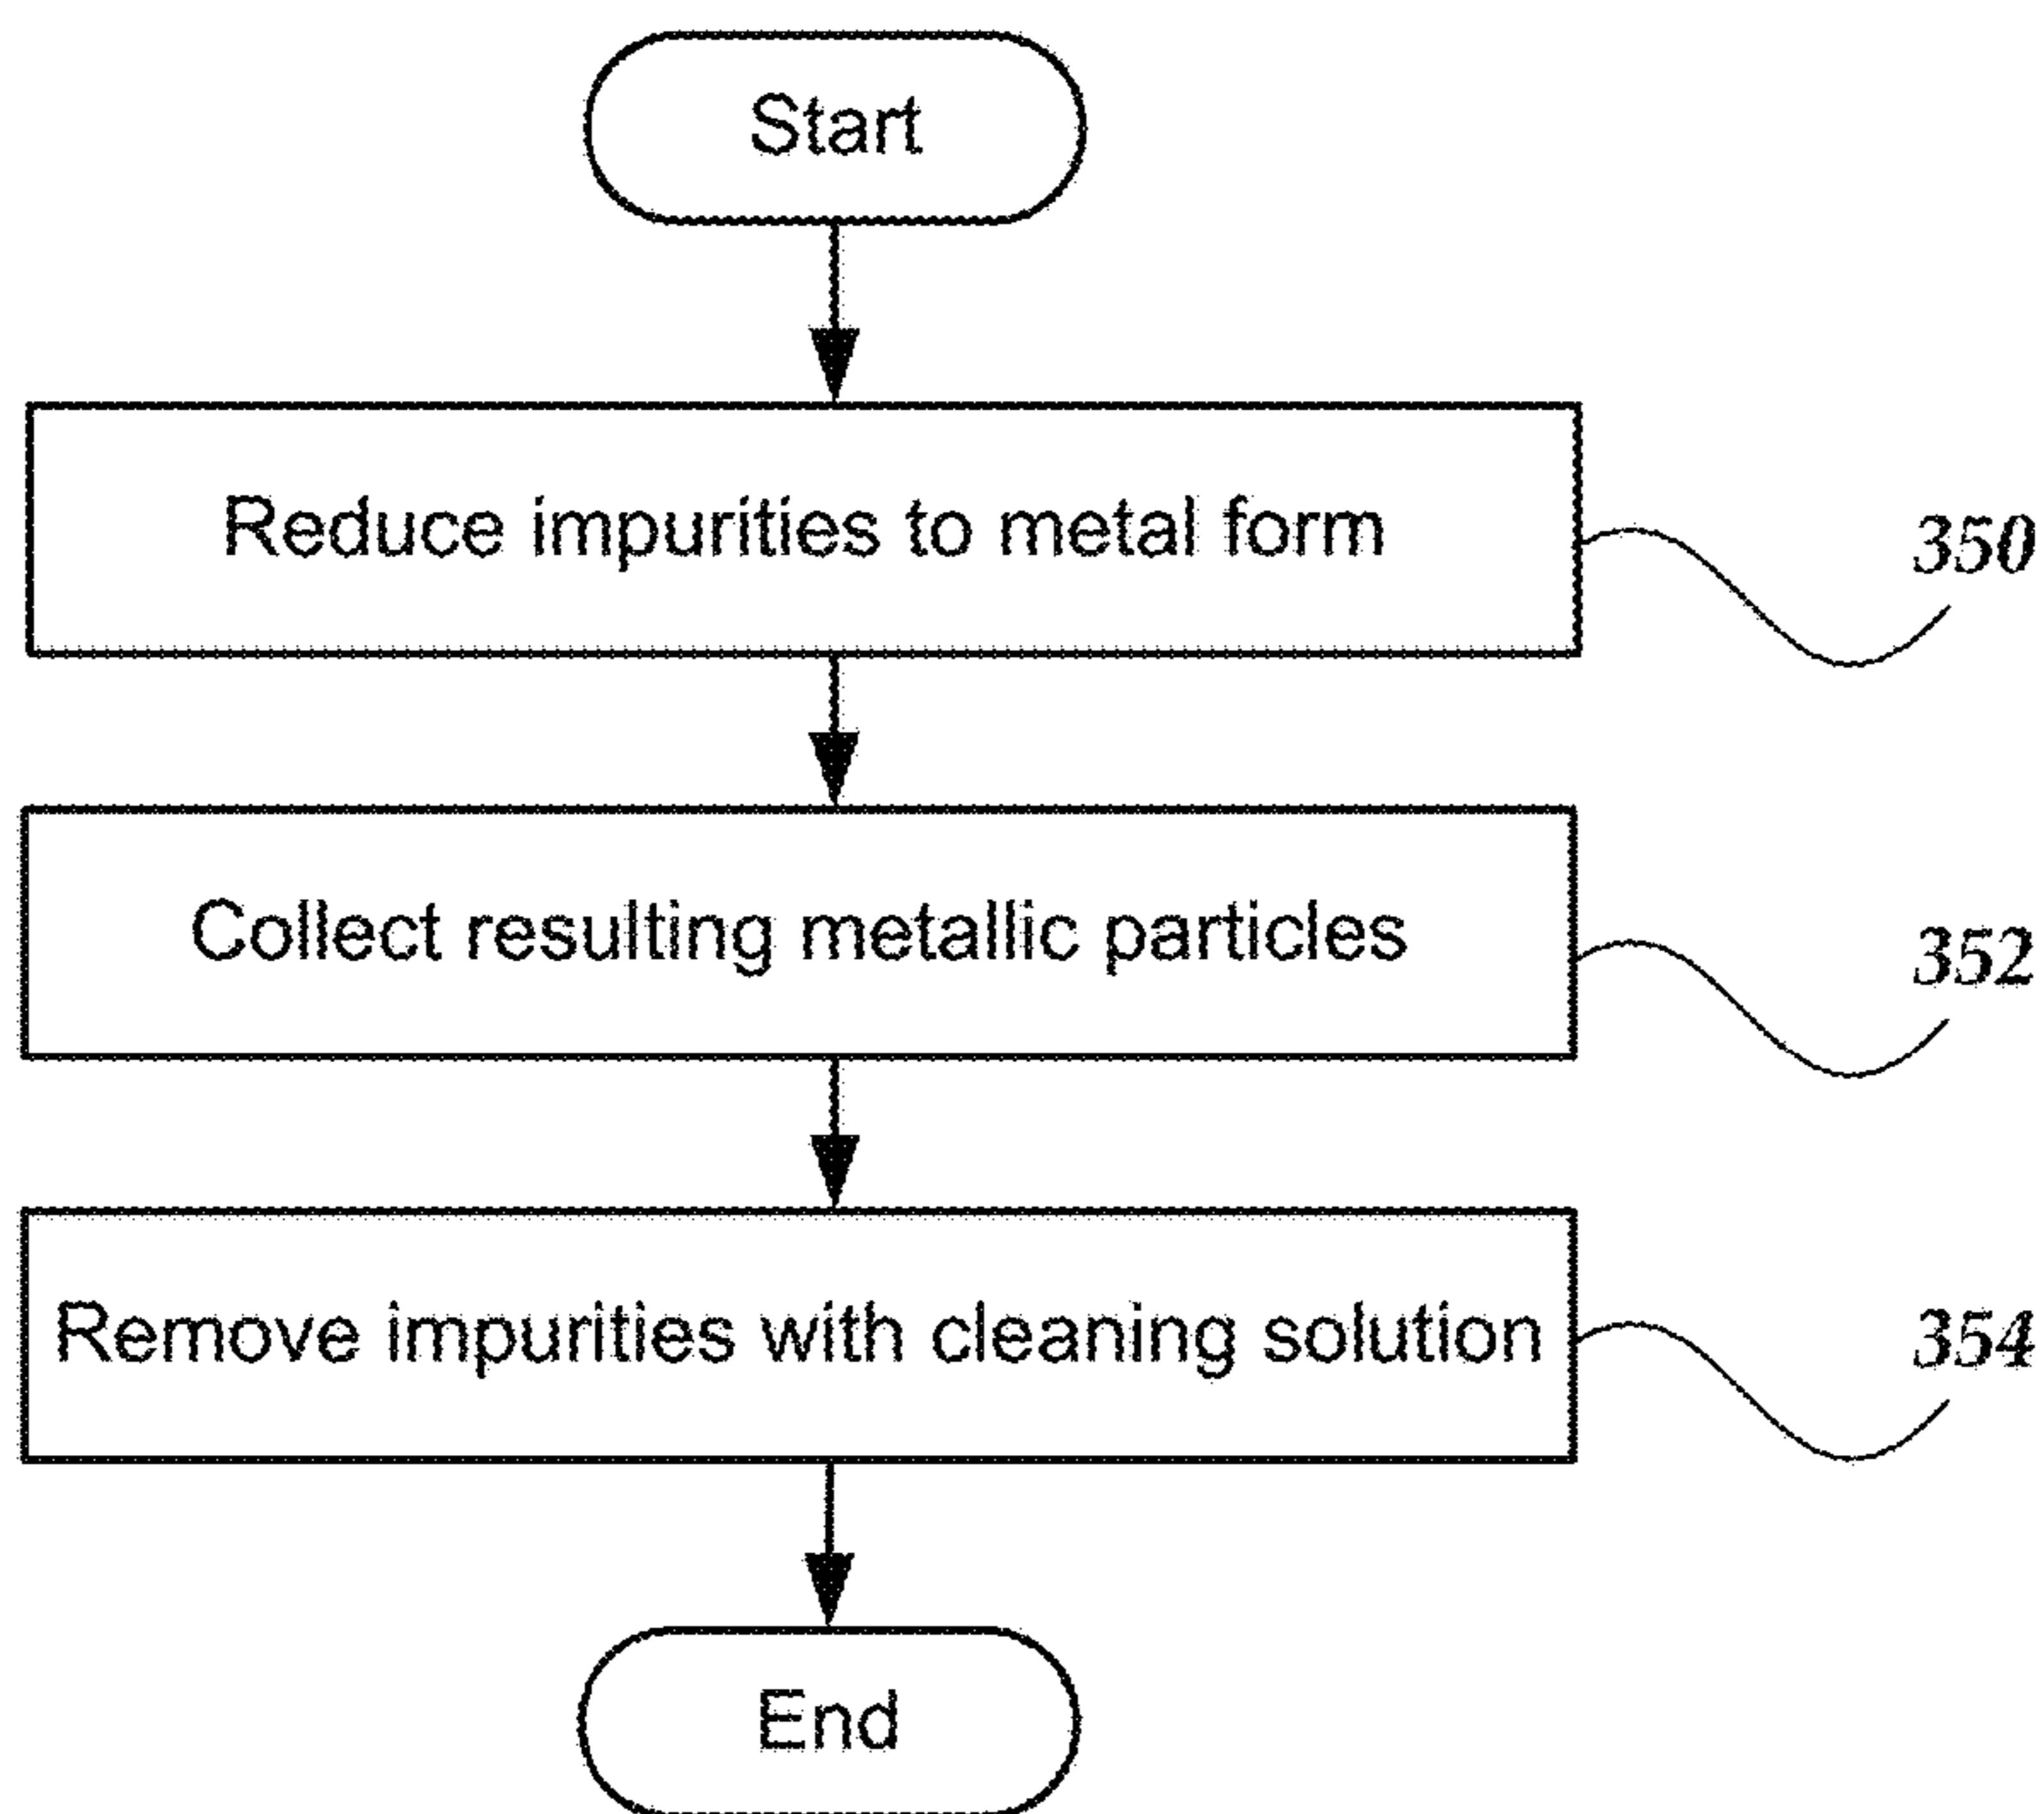 Start
Reduce impurities to metal form
350
Collect resulting metallic particles
352
Remove impurities with cleaning solution
354
End